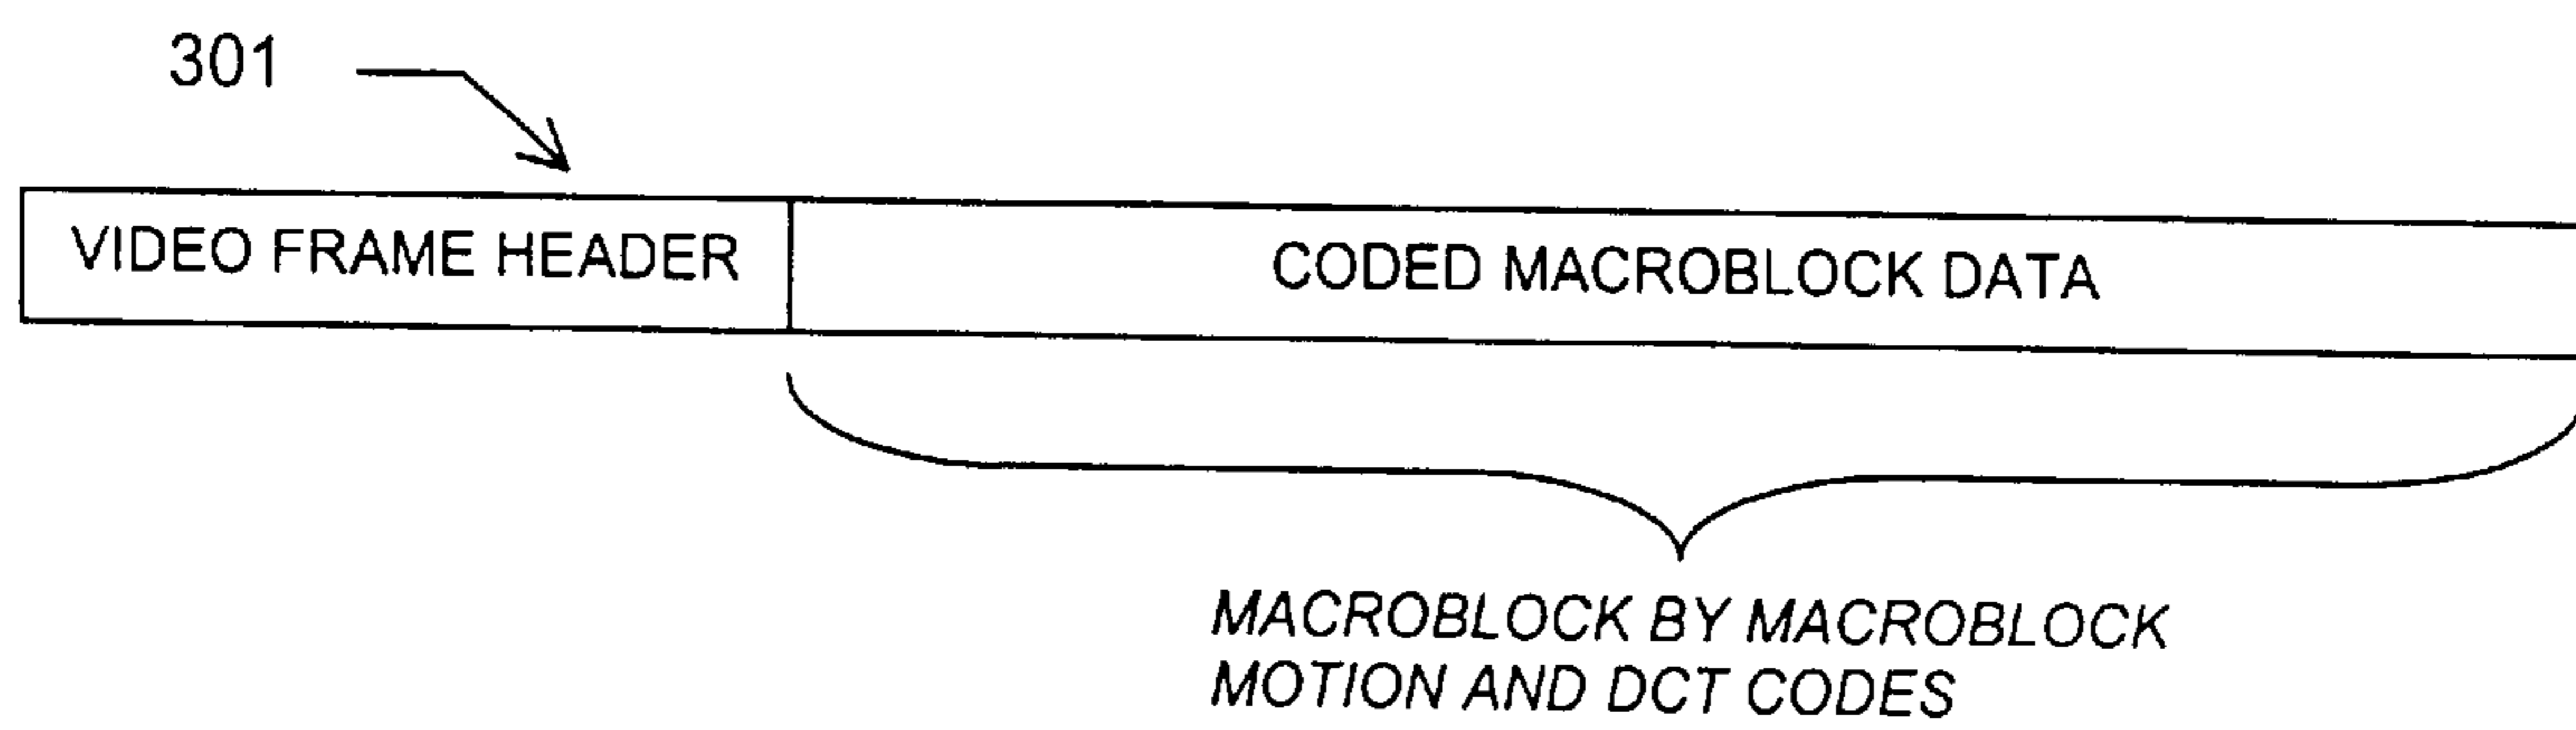 301
VIDEO FRAME HEADER
CODED MACROBLOCK DATA
MACROBLOCK BY MACROBLOCK
MOTION AND DCT CODES